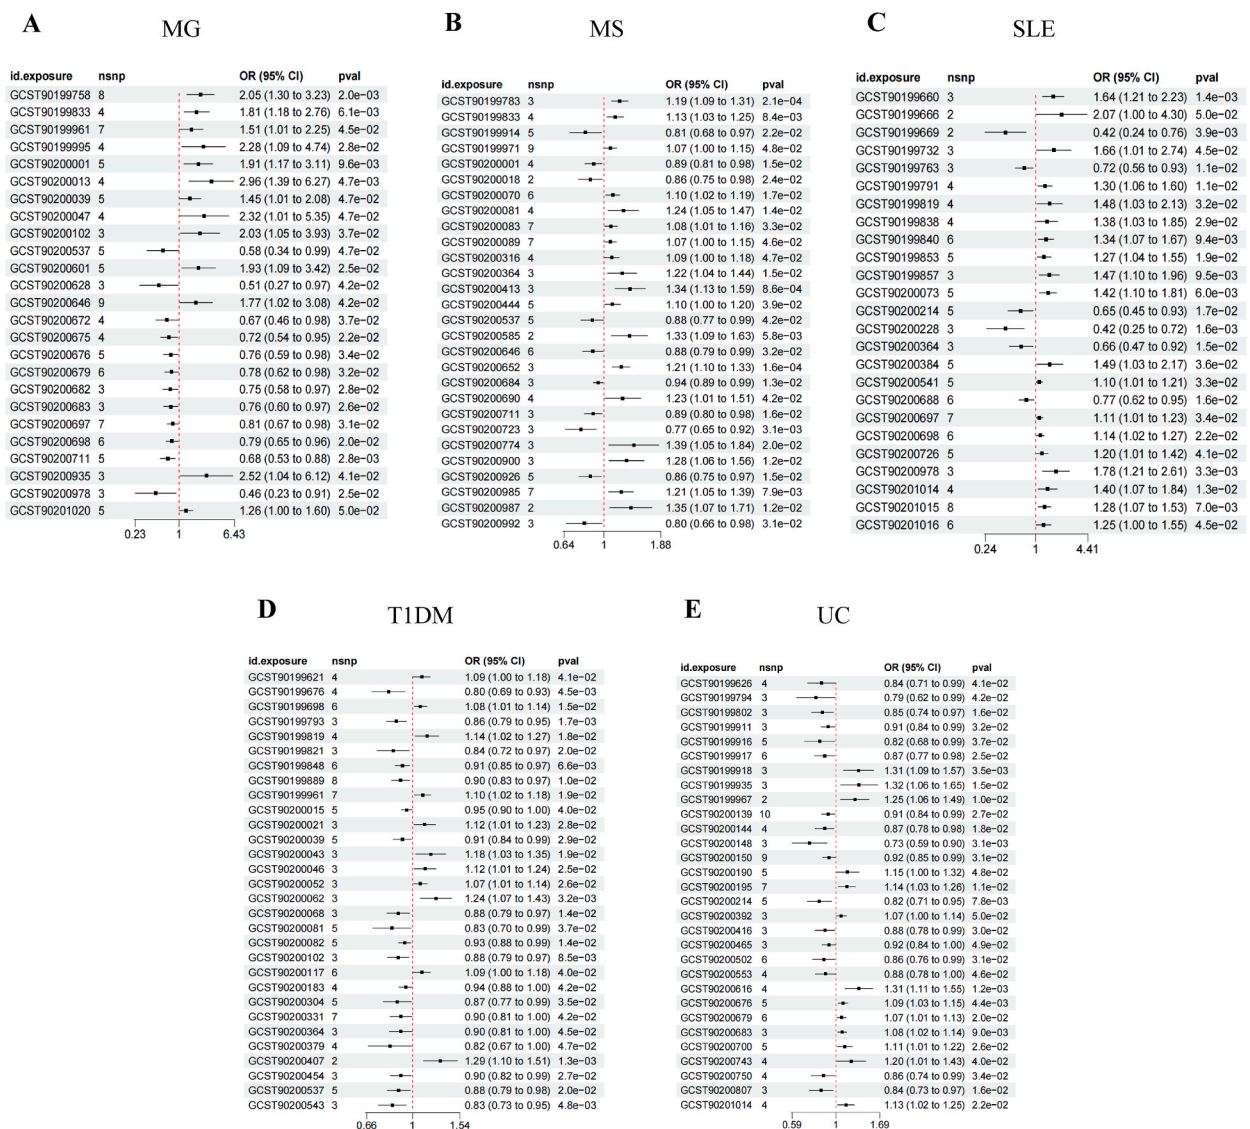 A MG
id.exposure nsnp OR (95% CI) pval
GCST90199758 8 2.05 (1.30 to 3.23) 2.0e−03
GCST90199833 4 1.81 (1.18 to 2.76) 6.1e−03
GCST90199961 7 1.51 (1.01 to 2.25) 4.5e−02
GCST90199995 4 2.28 (1.09 to 4.74) 2.8e−02
GCST90200001 5 1.91 (1.17 to 3.11) 9.6e−03
GCST90200013 4 2.96 (1.39 to 6.27) 4.7e−03
GCST90200039 5 1.45 (1.01 to 2.08) 4.7e−02
GCST90200047 4 2.32 (1.01 to 5.35) 4.7e−02
GCST90200102 3 2.03 (1.05 to 3.93) 3.7e−02
GCST90200537 5 0.58 (0.34 to 0.99) 4.7e−02
GCST90200601 5 1.93 (1.09 to 3.42) 2.5e−02
GCST90200628 3 0.51 (0.27 to 0.97) 4.2e−02
GCST90200646 9 1.77 (1.02 to 3.08) 4.2e−02
GCST90200672 4 0.67 (0.46 to 0.98) 3.7e−02
GCST90200675 4 0.72 (0.54 to 0.95) 2.2e−02
GCST90200676 5 0.76 (0.59 to 0.98) 3.4e−02
GCST90200679 6 0.78 (0.62 to 0.98) 3.2e−02
GCST90200682 3 0.75 (0.58 to 0.97) 2.8e−02
GCST90200683 3 0.76 (0.60 to 0.97) 2.6e−02
GCST90200697 7 0.81 (0.67 to 0.98) 3.1e−02
GCST90200698 6 0.79 (0.65 to 0.96) 2.0e−02
GCST90200711 5 0.68 (0.53 to 0.88) 2.8e−03
GCST90200935 3 2.52 (1.04 to 6.12) 4.1e−02
GCST90200978 3 0.46 (0.23 to 0.91) 2.5e−02
GCST90201020 5 1.26 (1.00 to 1.60) 5.0e−02
0.23 1 6.43
B MS
id.exposure nsnp OR (95% CI) pval
GCST90199783 3 1.19 (1.09 to 1.31) 2.1e−04
GCST90199833 4 1.13 (1.03 to 1.25) 8.4e−03
GCST90199914 5 0.81 (0.68 to 0.97) 2.2e−02
GCST90199971 9 1.07 (1.00 to 1.15) 4.8e−02
GCST90200001 4 0.89 (0.81 to 0.98) 1.5e−02
GCST90200018 2 0.86 (0.75 to 0.98) 2.4e−02
GCST90200070 6 1.10 (1.02 to 1.19) 1.7e−02
GCST90200081 4 1.24 (1.05 to 1.47) 1.4e−02
GCST90200083 7 1.08 (1.01 to 1.16) 3.3e−02
GCST90200089 7 1.07 (1.00 to 1.15) 4.6e−02
GCST90200316 4 1.09 (1.00 to 1.18) 4.7e−02
GCST90200364 3 1.22 (1.04 to 1.44) 1.5e−02
GCST90200413 3 1.34 (1.13 to 1.59) 8.6e−04
GCST90200444 5 1.10 (1.00 to 1.20) 3.9e−02
GCST90200537 5 0.88 (0.77 to 0.99) 4.2e−02
GCST90200585 2 1.33 (1.09 to 1.63) 5.8e−03
GCST90200646 6 0.88 (0.79 to 0.99) 3.2e−02
GCST90200652 3 1.21 (1.10 to 1.33) 1.6e−04
GCST90200684 3 0.94 (0.89 to 0.99) 1.3e−02
GCST90200690 4 1.23 (1.01 to 1.51) 4.2e−02
GCST90200711 3 0.89 (0.80 to 0.98) 1.6e−02
GCST90200723 3 0.77 (0.65 to 0.92) 3.1e−03
GCST90200774 3 1.39 (1.05 to 1.84) 2.0e−02
GCST90200900 3 1.28 (1.06 to 1.56) 1.2e−02
GCST90200926 5 0.86 (0.75 to 0.97) 1.5e−02
GCST90200985 7 1.21 (1.05 to 1.39) 7.9e−03
GCST90200987 2 1.35 (1.07 to 1.71) 1.2e−02
GCST90200992 3 0.80 (0.66 to 0.98) 3.1e−02
0.64 1 1.88
C SLE
id.exposure nsnp OR (95% CI) pval
GCST90199660 3 1.64 (1.21 to 2.23) 1.4e−03
GCST90199666 2 2.07 (1.00 to 4.30) 5.0e−02
GCST90199669 2 0.42 (0.24 to 0.76) 3.9e−03
GCST90199732 3 1.66 (1.01 to 2.74) 4.5e−02
GCST90199763 3 0.72 (0.56 to 0.93) 1.1e−02
GCST90199791 4 1.30 (1.06 to 1.60) 1.1e−02
GCST90199819 4 1.48 (1.03 to 2.13) 3.2e−02
GCST90199838 4 1.38 (1.03 to 1.85) 2.9e−02
GCST90199840 6 1.34 (1.07 to 1.67) 9.4e−03
GCST90199853 5 1.27 (1.04 to 1.55) 1.9e−02
GCST90199857 3 1.47 (1.10 to 1.96) 9.5e−03
GCST90200073 5 1.42 (1.10 to 1.81) 6.0e−03
GCST90200214 5 0.65 (0.45 to 0.93) 1.7e−02
GCST90200228 3 0.42 (0.25 to 0.72) 1.6e−03
GCST90200364 3 0.66 (0.47 to 0.92) 1.5e−02
GCST90200384 5 1.49 (1.03 to 2.17) 3.6e−02
GCST90200541 5 1.10 (1.01 to 1.21) 3.3e−02
GCST90200688 6 0.77 (0.62 to 0.95) 1.6e−02
GCST90200697 7 1.11 (1.01 to 1.23) 3.4e−02
GCST90200698 6 1.14 (1.02 to 1.27) 2.2e−02
GCST90200726 5 1.20 (1.01 to 1.42) 4.1e−02
GCST90200978 3 1.78 (1.21 to 2.61) 3.3e−03
GCST90201014 4 1.40 (1.07 to 1.84) 1.3e−02
GCST90201015 8 1.28 (1.07 to 1.53) 7.0e−03
GCST90201016 6 1.25 (1.00 to 1.55) 4.5e−02
0.24 1 4.41
D T1DM
id.exposure nsnp OR (95% CI) pval
GCST90199621 4 1.09 (1.00 to 1.18) 4.1e−02
GCST90199676 4 0.80 (0.69 to 0.93) 4.5e−03
GCST90199698 6 1.08 (1.01 to 1.14) 1.5e−02
GCST90199793 3 0.86 (0.79 to 0.95) 1.7e−03
GCST90199819 4 1.14 (1.02 to 1.27) 1.8e−02
GCST90199821 3 0.84 (0.72 to 0.97) 2.0e−02
GCST90199848 6 0.91 (0.85 to 0.97) 6.6e−03
GCST90199889 8 0.90 (0.83 to 0.97) 1.0e−02
GCST90199961 7 1.10 (1.02 to 1.18) 1.9e−02
GCST90200015 5 0.95 (0.90 to 1.00) 4.0e−02
GCST90200021 3 1.12 (1.01 to 1.23) 2.8e−02
GCST90200039 5 0.91 (0.84 to 0.99) 2.9e−02
GCST90200043 3 1.18 (1.03 to 1.35) 1.9e−02
GCST90200046 3 1.12 (1.01 to 1.24) 2.5e−02
GCST90200052 3 1.07 (1.01 to 1.14) 2.6e−02
GCST90200062 3 1.24 (1.07 to 1.43) 3.2e−03
GCST90200068 3 0.88 (0.79 to 0.97) 1.4e−02
GCST90200081 5 0.83 (0.70 to 0.99) 3.7e−02
GCST90200082 5 0.93 (0.88 to 0.99) 1.4e−02
GCST90200102 3 0.88 (0.79 to 0.97) 8.5e−03
GCST90200117 6 1.09 (1.00 to 1.18) 4.0e−02
GCST90200183 4 0.94 (0.88 to 1.00) 4.2e−02
GCST90200304 5 0.87 (0.77 to 0.99) 3.5e−02
GCST90200331 7 0.90 (0.81 to 1.00) 4.2e−02
GCST90200364 3 0.90 (0.81 to 1.00) 4.5e−02
GCST90200379 4 0.82 (0.67 to 1.00) 4.7e−02
GCST90200407 2 1.29 (1.10 to 1.51) 1.3e−03
GCST90200454 3 0.90 (0.82 to 0.99) 2.7e−02
GCST90200537 5 0.88 (0.79 to 0.98) 2.0e−02
GCST90200543 3 0.83 (0.73 to 0.95) 4.8e−03
0.66 1 1.54
E UC
id.exposure nsnp OR (95% CI) pval
GCST90199626 4 0.84 (0.71 to 0.99) 4.1e−02
GCST90199794 3 0.79 (0.62 to 0.99) 4.2e−02
GCST90199802 3 0.85 (0.74 to 0.97) 1.6e−02
GCST90199911 3 0.91 (0.84 to 0.99) 3.2e−02
GCST90199916 5 0.82 (0.68 to 0.99) 3.7e−02
GCST90199917 6 0.87 (0.77 to 0.98) 2.5e−02
GCST90199918 3 1.31 (1.09 to 1.57) 3.5e−03
GCST90199935 3 1.32 (1.06 to 1.65) 1.5e−02
GCST90199967 2 1.25 (1.06 to 1.49) 1.0e−02
GCST90200139 10 0.91 (0.84 to 0.99) 2.7e−02
GCST90200144 4 0.87 (0.78 to 0.98) 1.8e−02
GCST90200148 3 0.73 (0.59 to 0.90) 3.1e−03
GCST90200150 9 0.92 (0.85 to 0.99) 3.1e−02
GCST90200190 5 1.15 (1.00 to 1.32) 4.8e−02
GCST90200195 7 1.14 (1.03 to 1.26) 1.1e−02
GCST90200214 5 0.82 (0.71 to 0.95) 7.8e−03
GCST90200392 3 1.07 (1.00 to 1.14) 5.0e−02
GCST90200416 3 0.88 (0.78 to 0.99) 3.0e−02
GCST90200465 3 0.92 (0.84 to 1.00) 4.9e−02
GCST90200502 6 0.86 (0.76 to 0.99) 3.1e−02
GCST90200553 4 0.88 (0.78 to 1.00) 4.6e−02
GCST90200616 4 1.31 (1.11 to 1.55) 1.2e−03
GCST90200676 5 1.09 (1.03 to 1.15) 4.4e−03
GCST90200679 6 1.07 (1.01 to 1.13) 2.0e−02
GCST90200683 3 1.08 (1.02 to 1.14) 9.0e−03
GCST90200700 5 1.11 (1.01 to 1.22) 2.6e−02
GCST90200743 4 1.20 (1.01 to 1.43) 4.0e−02
GCST90200750 4 0.86 (0.74 to 0.99) 3.4e−02
GCST90200807 3 0.84 (0.73 to 0.97) 1.6e−02
GCST90201014 4 1.13 (1.02 to 1.25) 2.2e−02
0.59 1 1.69